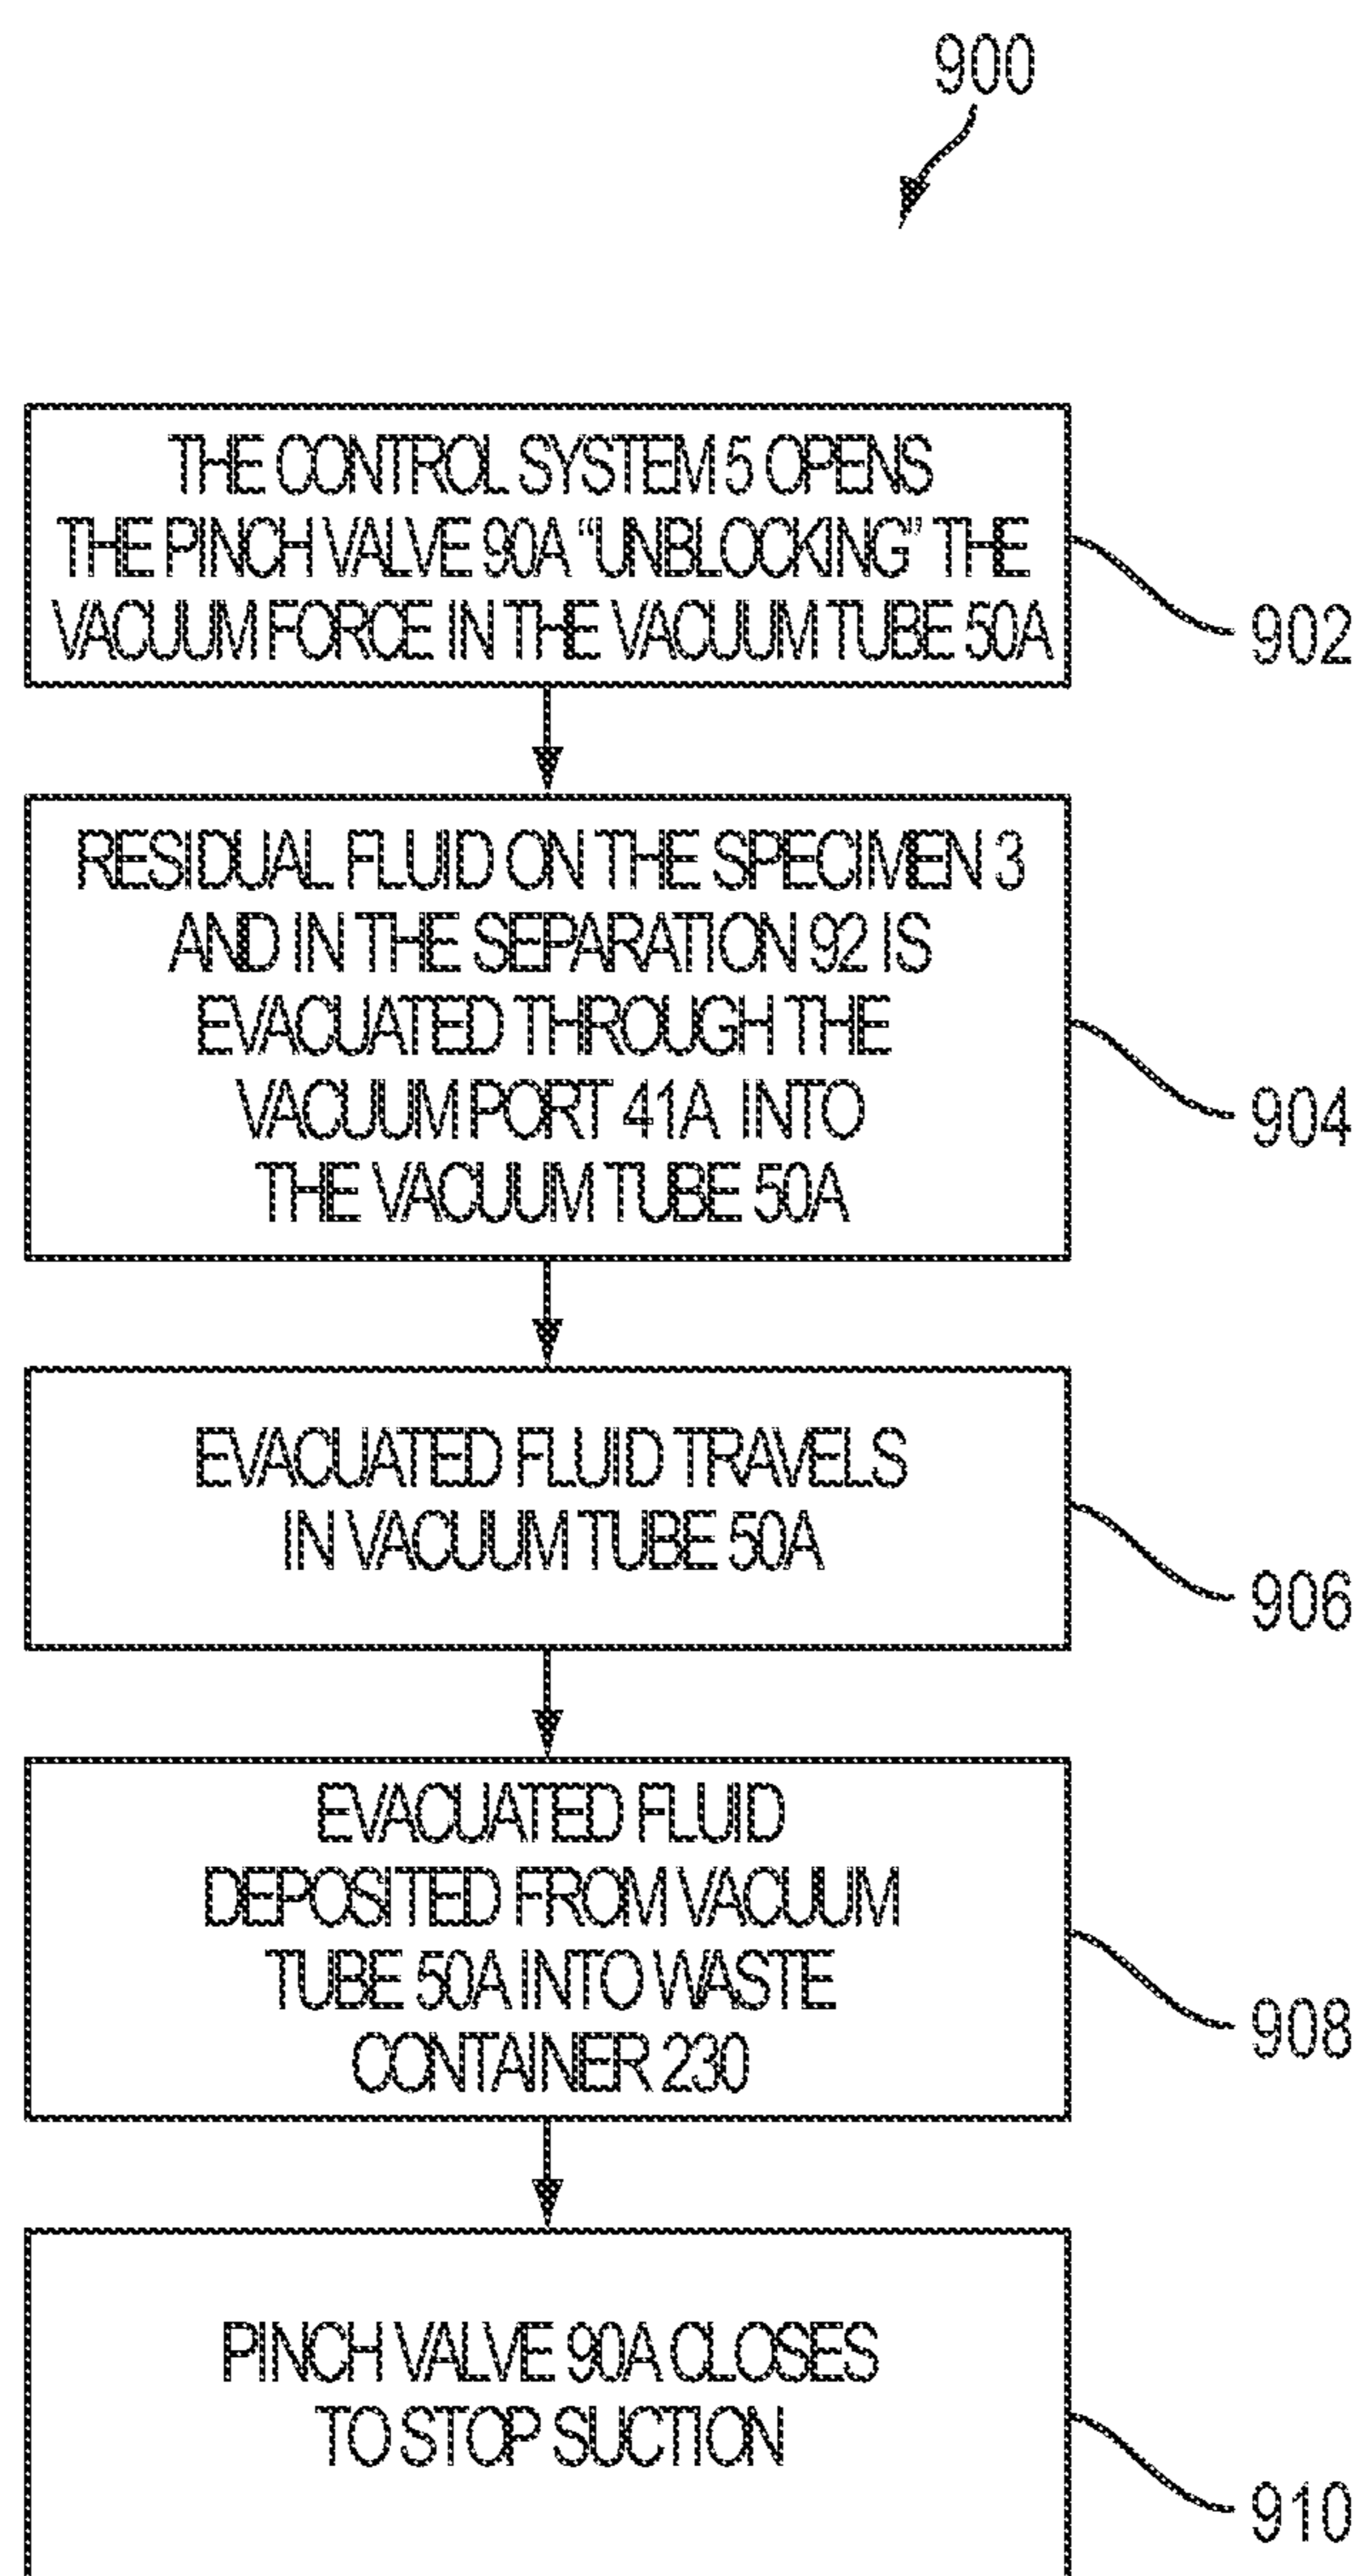 900
THE CONTROL SYSTEM 5 OPENS
THE PINCH VALVE 90A “UNBLOCKING” THE
VACUUM FORCE IN THE VACUUM TUBE 50A
902
RESIDUAL FLUID ON THE SPECIMEN 3
AND IN THE SEPARATION 92 IS
EVACUATED THROUGH THE
VACUUM PORT 41A INTO
THE VACUUM TUBE 50A
904
EVACUATED FLUID TRAVELS
IN VACUUM TUBE 50A
906
EVACUATED FLUID
DEPOSITED FROM VACUUM
TUBE 50A INTO WASTE
CONTAINER 230
908
PINCH VALVE 90A CLOSES
TO STOP SUCTION
910